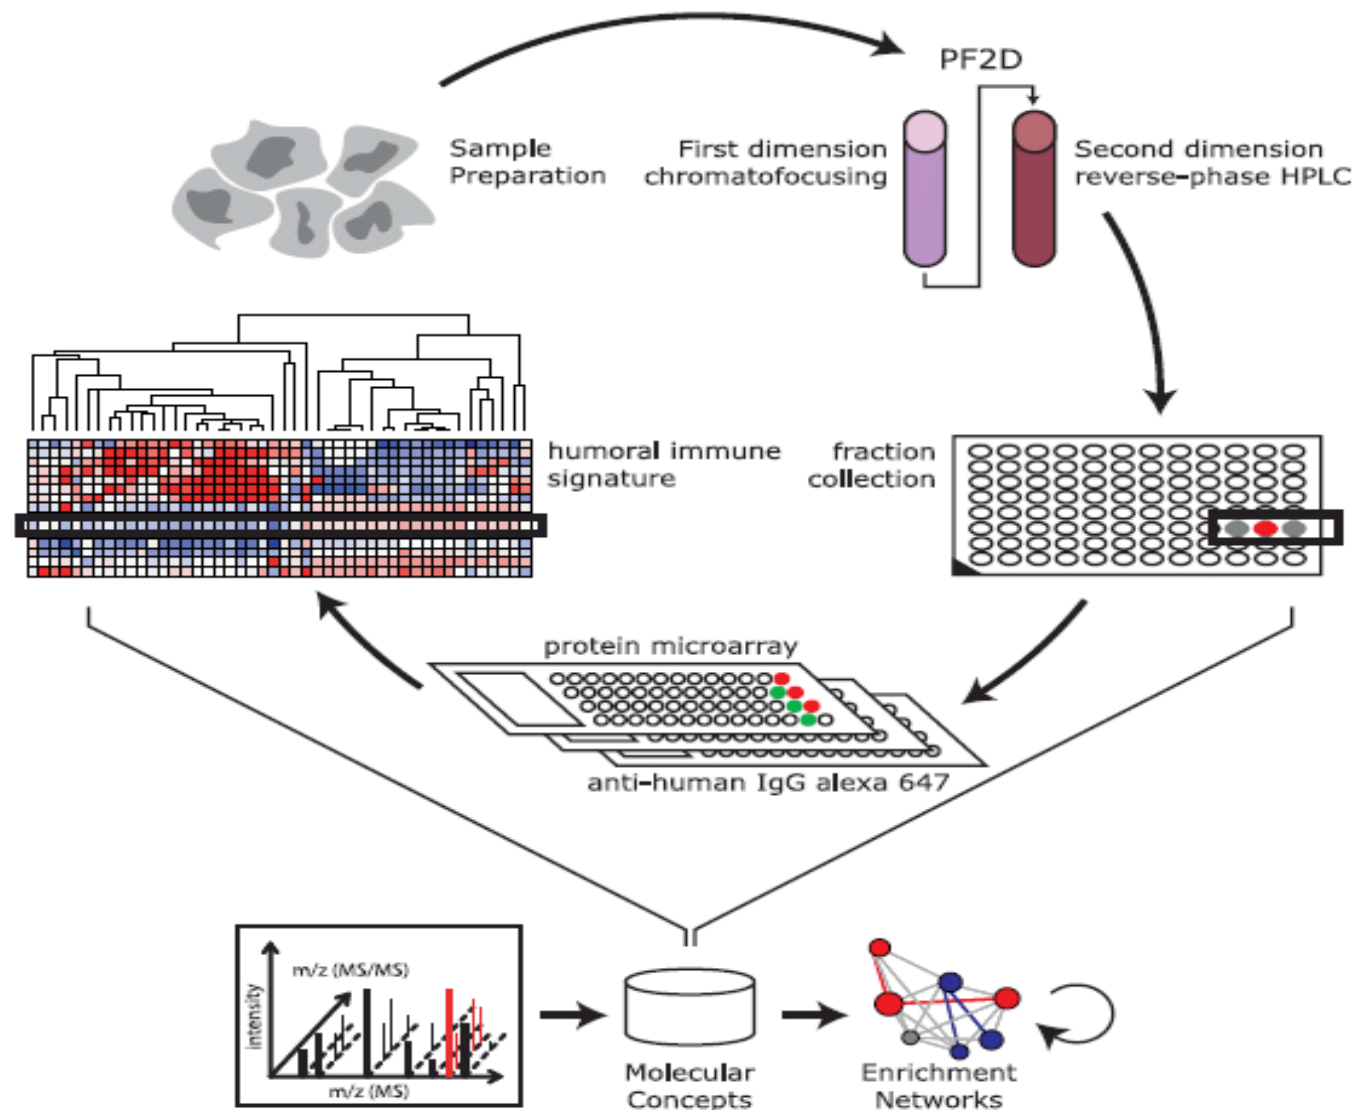 PF2D
Sample
Preparation
First dimension
chromatofocusing
Second dimension
reverse-phase HPLC
humoral immune
signature
fraction
collection
protein microarray
anti-human IgG alexa 647
m/z (MS/MS)
intensity
m/z (MS)
Molecular
Concepts
Enrichment
Networks